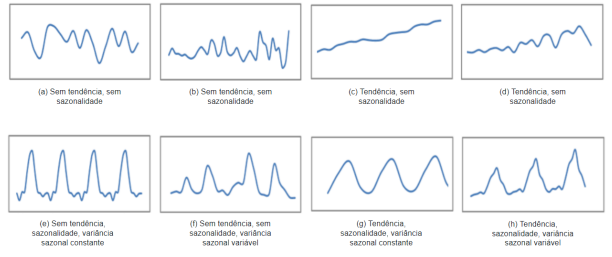 (a) Sem tendência, sem
sazonalidade
(b) Sem tendência, sem
sazonalidade
(c) Tendência, sem
sazonalidade
(d) Tendência, sem
sazonalidade
(e) Sem tendência,
sazonalidade, variância
sazonal constante
(f) Sem tendência, sem
sazonalidade, variância
sazonal variável
(g) Tendência,
sazonalidade, variância
sazonal constante
(h) Tendência,
sazonalidade, variância
sazonal variável